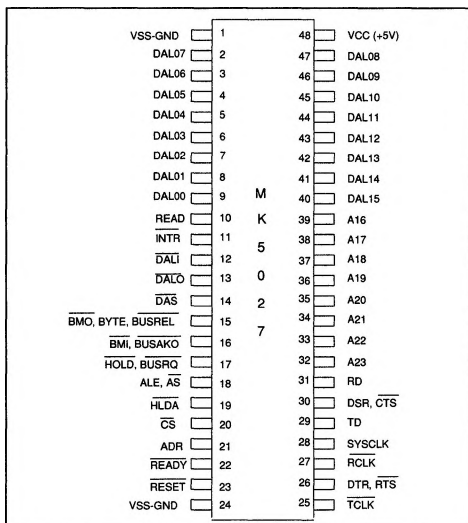 VSS-GND 1 48 VCC (+5V)
DAL07 2 47 DAL08
DAL06 3 46 DAL09
DAL05 4 45 DAL10
DAL04 5 44 DAL11
DAL03 6 43 DAL12
DAL02 7 42 DAL13
DAL01 8 41 DAL14
DAL00 9 M 40 DAL15
READ 10 K 39 A16
INTR 11 38 A17
DALI 12 5 37 A18
DALO 13 0 36 A19
DAS 14 2 35 A20
BMO, BYTE, BUSREL 15 7 34 A21
BMI, BUSAKO 16 33 A22
HOLD, BUSRQ 17 32 A23
ALE, AS 18 31 RD
HLDA 19 30 DSR, CTS
CS 20 29 TD
ADR 21 28 SYSCLK
READY 22 27 RCLK
RESET 23 26 DTR, RTS
VSS-GND 24 25 TCLK